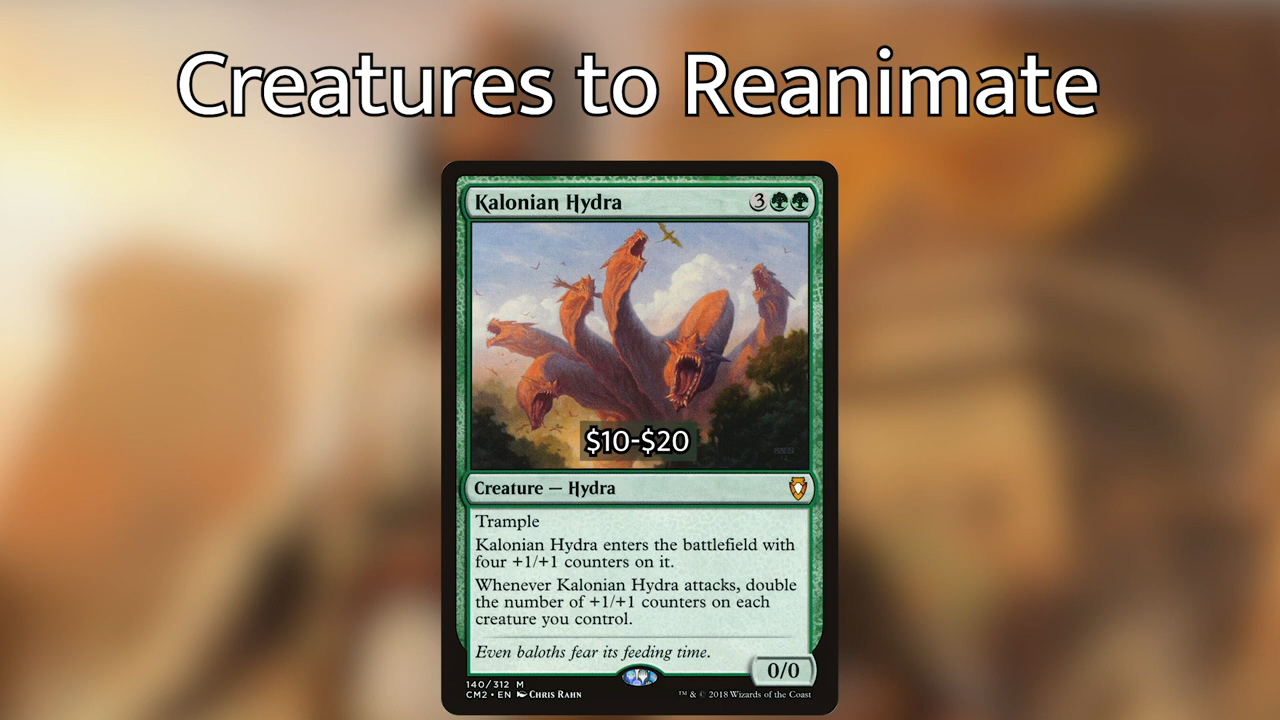 Creatures to Reanimate
Kalonian Hydra 3
$10-$20
Creature — Hydra
Trample
Kalonian Hydra enters the battlefield with
four +1/+1 counters on it.
Whenever Kalonian Hydra attacks, double
the number of +1/+1 counters on each
creature you control.
Even baloths fear its feeding time.
0/0
140/312 M
CM2 • EN Chris Rahn
™ & © 2018 Wizards of the Coast